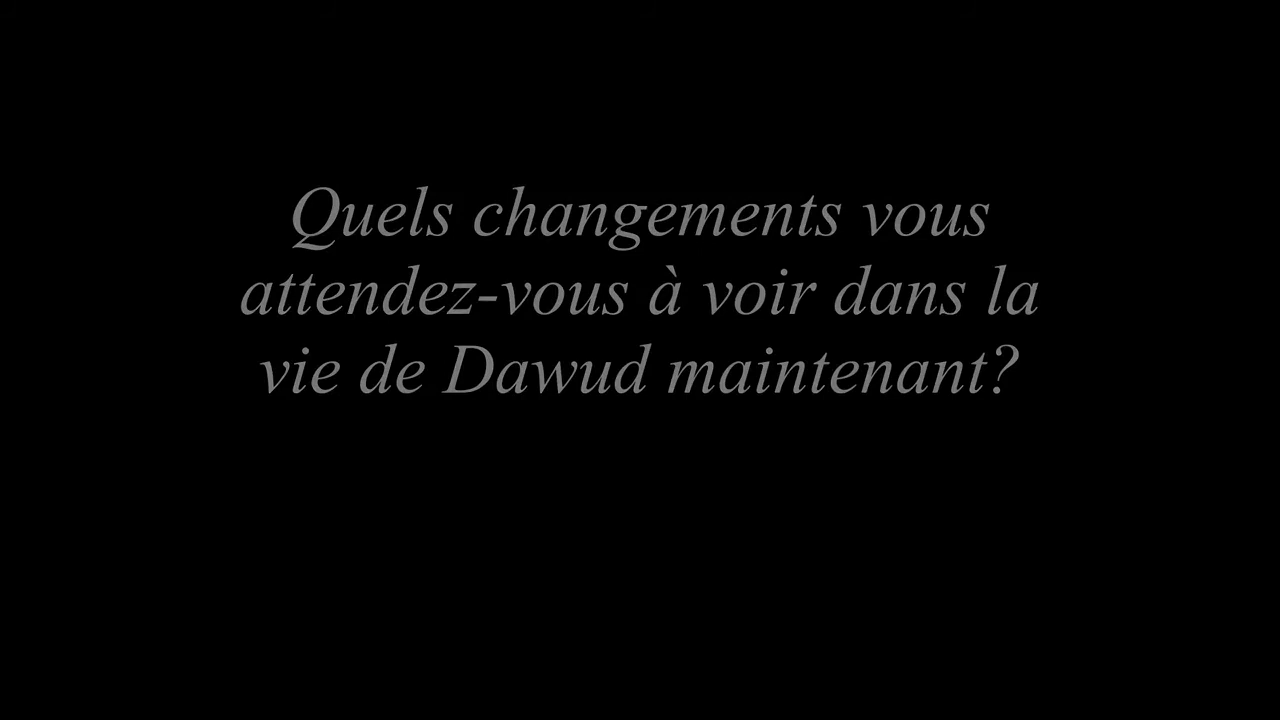 Quels changements vous
attendez-vous à voir dans la
vie de Dawud maintenant?